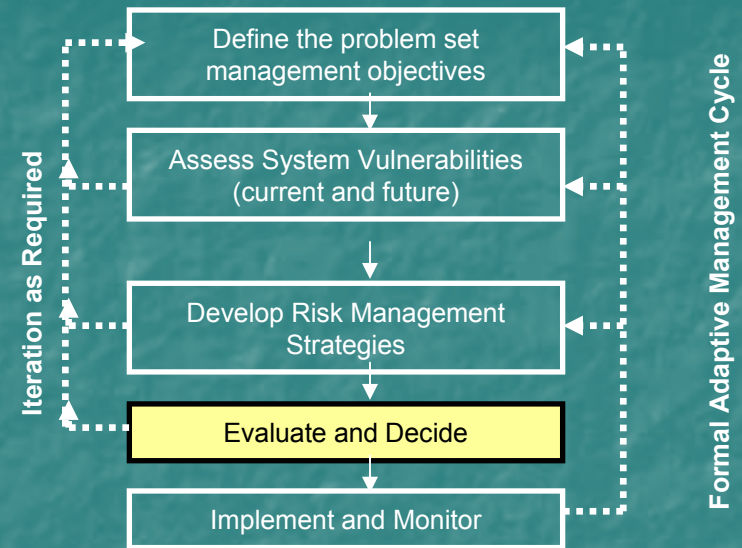 Define the problem set
management objectives
Assess System Vulnerabilities
(current and future)
Develop Risk Management
Strategies
Evaluate and Decide
Implement and Monitor
Iteration as Required
Formal Adaptive Management Cycle